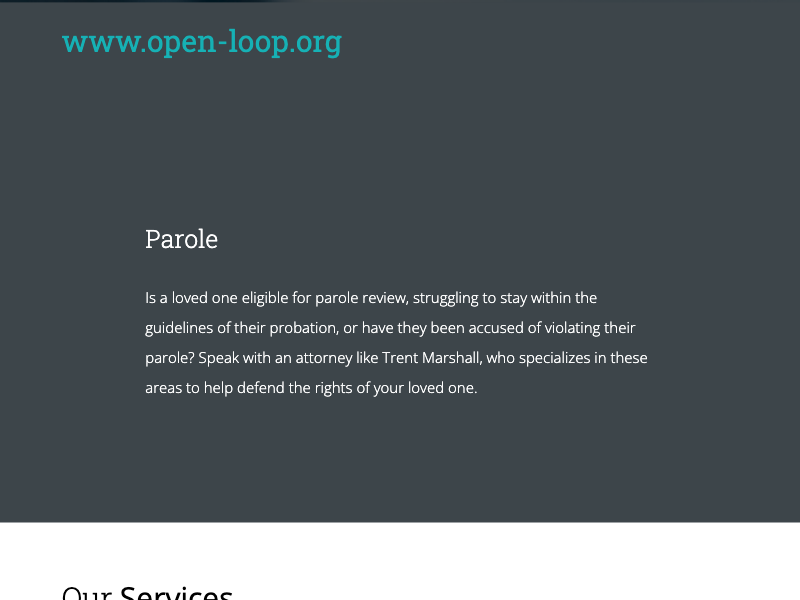 www.open-loop.org
Parole
Is a loved one eligible for parole review, struggling to stay within the
guidelines of their probation, or have they been accused of violating their
parole? Speak with an attorney like Trent Marshall, who specializes in these
areas to help defend the rights of your loved one.
Our Services